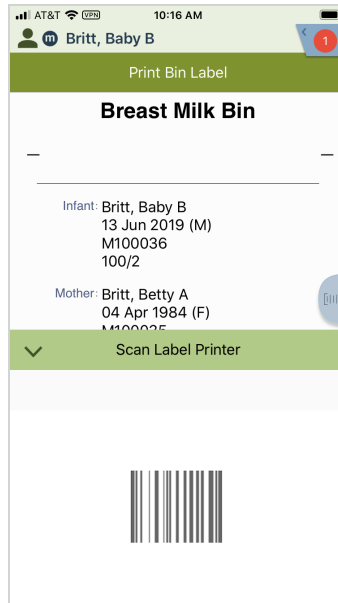 AT&T VPN 10:16 AM
m Britt, Baby B 1
Print Bin Label
Breast Milk Bin
— —
Infant: Britt, Baby B
13 Jun 2019 (M)
M100036
100/2
Mother: Britt, Betty A
04 Apr 1984 (F)
M100035
Scan Label Printer